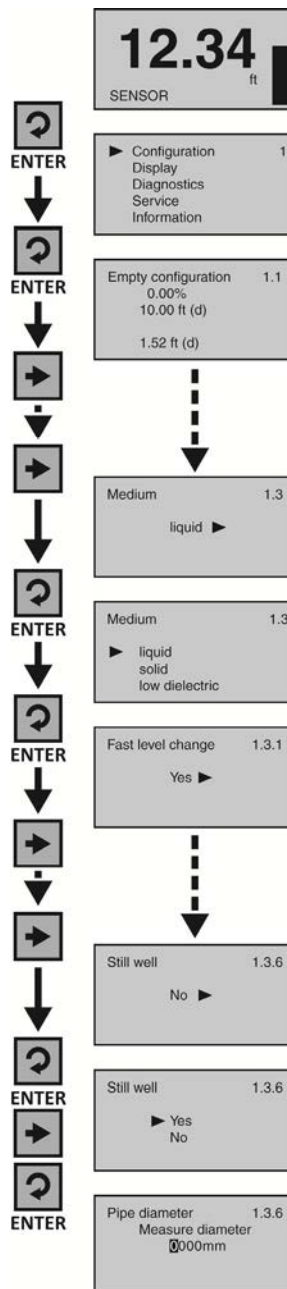 12.34
ft
SENSOR
ENTER
Configuration 1
Display
Diagnostics
Service
Information
ENTER
Empty configuration 1.1
0.00%
10.00 ft (d)
1.52 ft (d)
Medium 1.3
liquid
ENTER
Medium 1.3
liquid
solid
low dielectric
ENTER
Fast level change 1.3.1
Yes
Still well 1.3.6
No
ENTER
Still well 1.3.6
Yes
No
ENTER
Pipe diameter 1.3.6
Measure diameter
0000mm